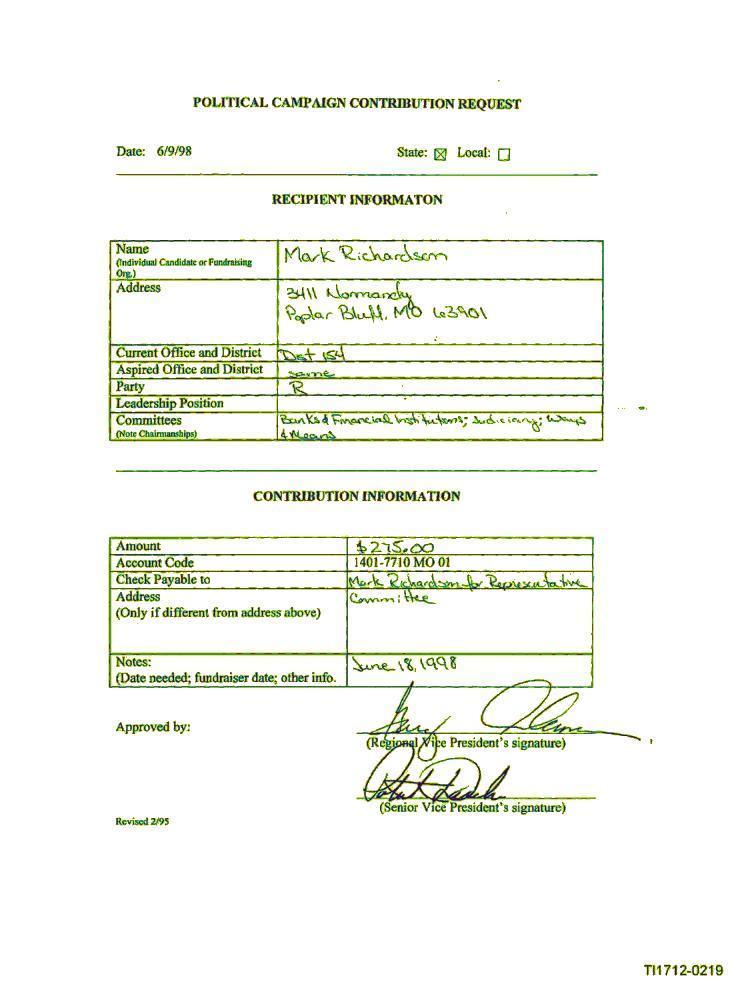 POLITICAL CAMPAIGN CONTRIBUTION REQUEST
Date: 6/9/98 State: ☒ Local: ☐
RECIPIENT INFORMATON
Name Mark Richardson
(Individual Candidate or Fundraising
Org.)
Address 3411 Normandy
Poplar Bluff, MO 63901
Current Office and District Dist 154
Aspired Office and District same
Party R
Leadership Position
Committees Banks & Financial Institutions; Judiciary; Ways
(Note Chairmanships) & Means
CONTRIBUTION INFORMATION
Amount $275.00
Account Code 1401-7710 MO 01
Check Payable to Mark Richardson for Representative
Address Committee
(Only if different from address above)
Notes: June 18, 1998
(Date needed; fundraiser date; other info.
Approved by:
(Regional Vice President's signature)
(Senior Vice President's signature)
Revised 2/95
TI1712-0219